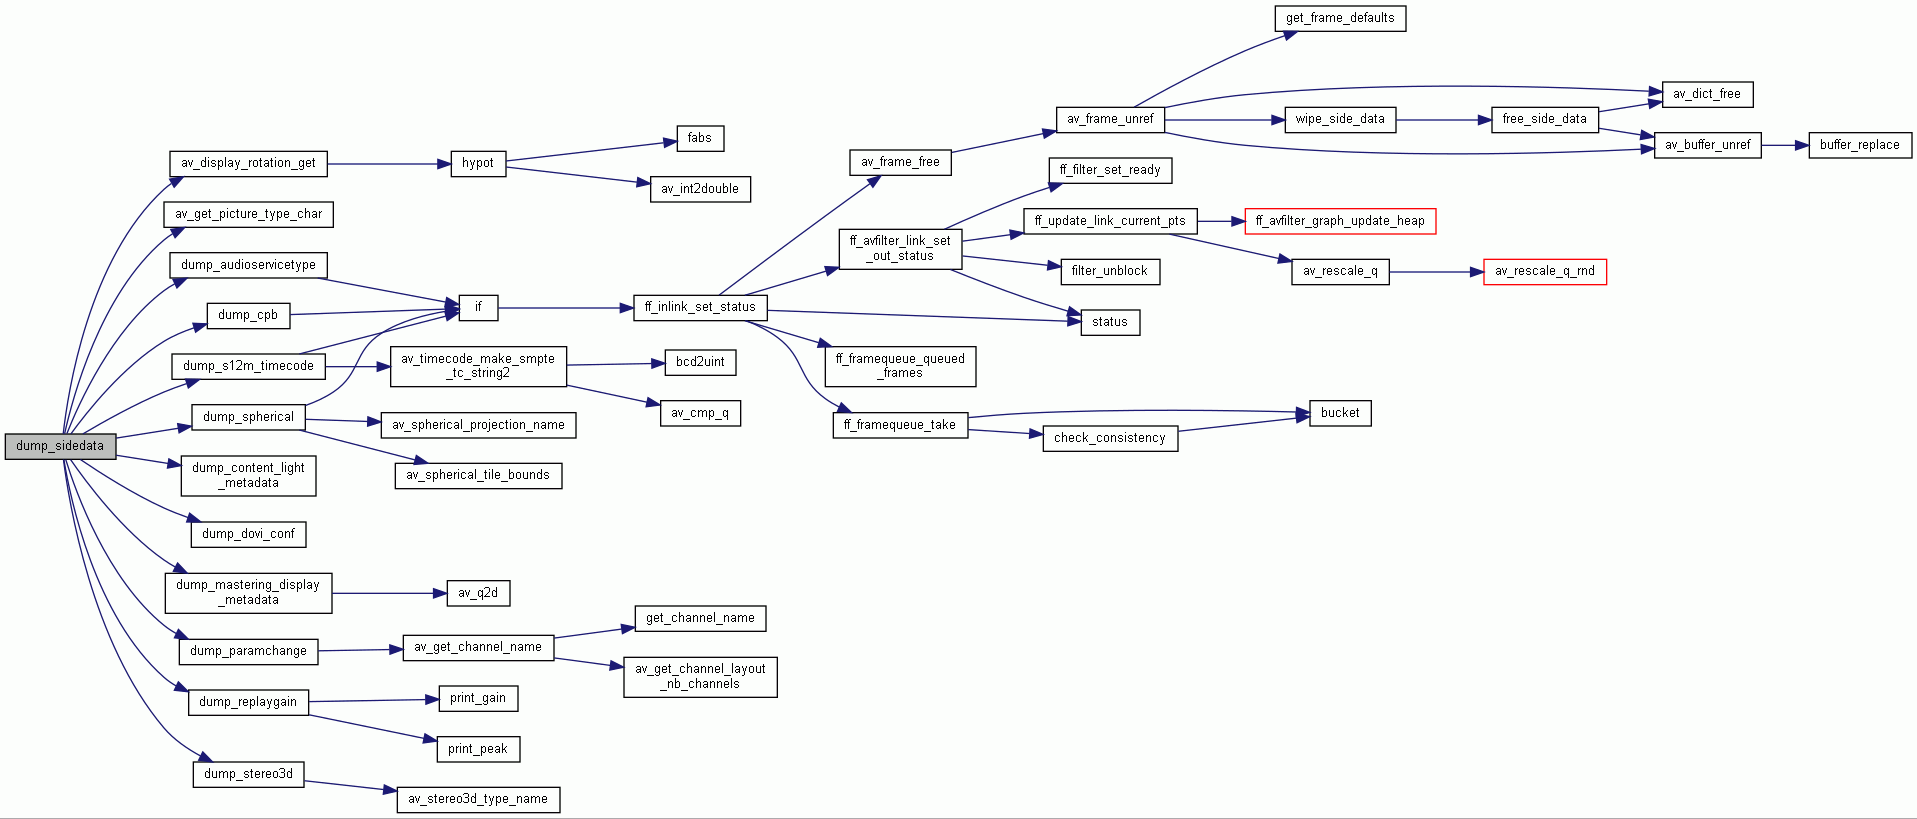 get_frame_defaults
av_dict_free
av_frame_unref
wipe_side_data
free_side_data
fabs
av_buffer_unref
buffer_replace
av_display_rotation_get
hypot
av_frame_free
ff_filter_set_ready
av_int2double
av_get_picture_type_char
ff_update_link_current_pts
ff_avfilter_graph_update_heap
ff_avfilter_link_set
_out_status
dump_audioservicetype
filter_unblock
av_rescale_q
av_rescale_q_rnd
dump_cpb
if
ff_inlink_set_status
status
dump_s12m_timecode
av_timecode_make_smpte
_tc_string2
bcd2uint
ff_framequeue_queued
_frames
dump_spherical
av_spherical_projection_name
av_cmp_q
ff_framequeue_take
bucket
check_consistency
dump_sidedata
dump_content_light
_metadata
av_spherical_tile_bounds
dump_dovi_conf
dump_mastering_display
_metadata
av_q2d
get_channel_name
dump_paramchange
av_get_channel_name
av_get_channel_layout
_nb_channels
dump_replaygain
print_gain
print_peak
dump_stereo3d
av_stereo3d_type_name